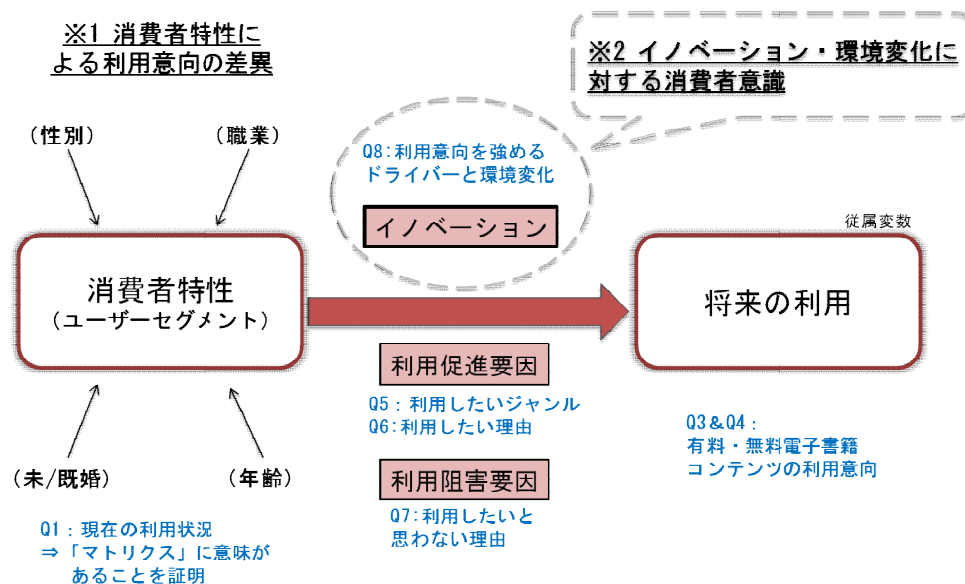 ※1 消費者特性に
よる利用意向の差異
※2 イノベーション・環境変化に
対する消費者意識
(性別)
(職業)
Q8:利用意向を強める
ドライバーと環境変化
イノベーション
従属変数
消費者特性
(ユーザーセグメント)
将来の利用
利用促進要因
Q5：利用したいジャンル
Q6:利用したい理由
Q3＆Q4：
有料・無料電子書籍
コンテンツの利用意向
(未/既婚)
(年齢)
利用阻害要因
Q7:利用したいと
思わない理由
Q1：現在の利用状況
⇒「マトリクス」に意味が
あることを証明